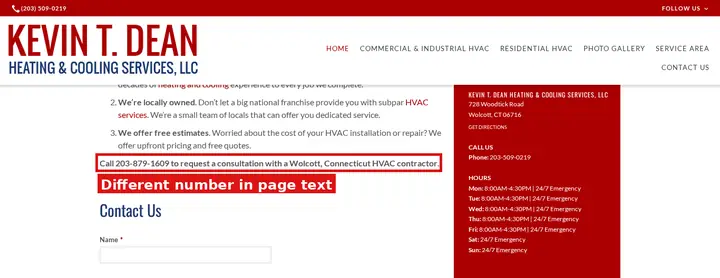 (203) 509-0219
FOLLOW US
KEVIN T. DEAN
HEATING & COOLING SERVICES, LLC
HOME COMMERCIAL & INDUSTRIAL HVAC RESIDENTIAL HVAC PHOTO GALLERY SERVICE AREA
CONTACT US
decades of heating and cooling experience to every job we complete.
2. We're locally owned. Don't let a big national franchise provide you with subpar HVAC
services. We're a small team of locals that can offer you dedicated service.
3. We offer free estimates. Worried about the cost of your HVAC installation or repair? We
offer upfront pricing and free quotes.
Call 203-879-1609 to request a consultation with a Wolcott, Connecticut HVAC contractor.
Different number in page text
Contact Us
Name *
KEVIN T. DEAN HEATING & COOLING SERVICES, LLC
728 Woodtick Road
Wolcott, CT 06716
GET DIRECTIONS
CALL US
Phone: 203-509-0219
HOURS
Mon: 8:00AM-4:30PM | 24/7 Emergency
Tue: 8:00AM-4:30PM | 24/7 Emergency
Wed: 8:00AM-4:30PM | 24/7 Emergency
Thu: 8:00AM-4:30PM | 24/7 Emergency
Fri: 8:00AM-4:30PM | 24/7 Emergency
Sat: 24/7 Emergency
Sun: 24/7 Emergency